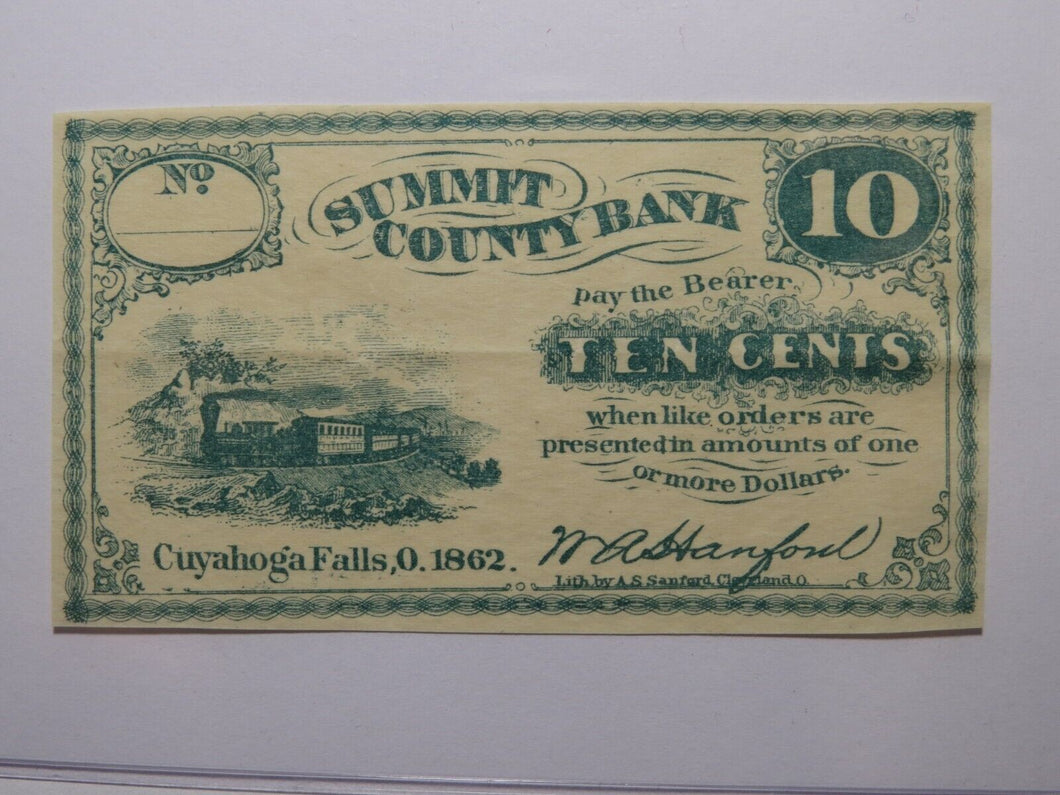 Nº
SUMMIT
COUNTY BANK
10
pay the Bearer
TEN CENTS
when like orders are
presented in amounts of one
or more Dollars.
Cuyahoga Falls, O. 1862.
W A Hanford
Lith. by A.S. Sanford, Cleveland. O.